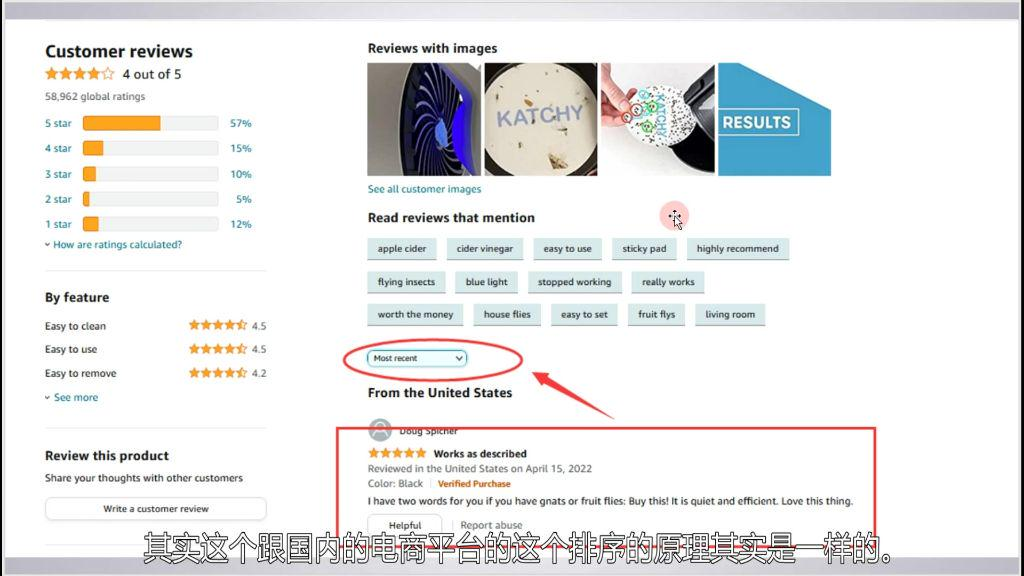 Customer reviews
4 out of 5
58,962 global ratings
5 star 57%
4 star 15%
3 star 10%
2 star 5%
1 star 12%
How are ratings calculated?
By feature
Easy to clean 4.5
Easy to use 4.5
Easy to remove 4.2
See more
Review this product
Share your thoughts with other customers
Write a customer review
Reviews with images
KATCHY
KATCHY
RESULTS
See all customer images
Read reviews that mention
apple cider cider vinegar easy to use sticky pad highly recommend
flying insects blue light stopped working really works
worth the money house flies easy to set fruit flys living room
Most recent
From the United States
Doug Spicher
Works as described
Reviewed in the United States on April 15, 2022
Color: Black Verified Purchase
I have two words for you if you have gnats or fruit flies: Buy this! It is quiet and efficient. Love this thing.
Helpful Report abuse
其实这个跟国内的电商平台的这个排序的原理其实是一样的。